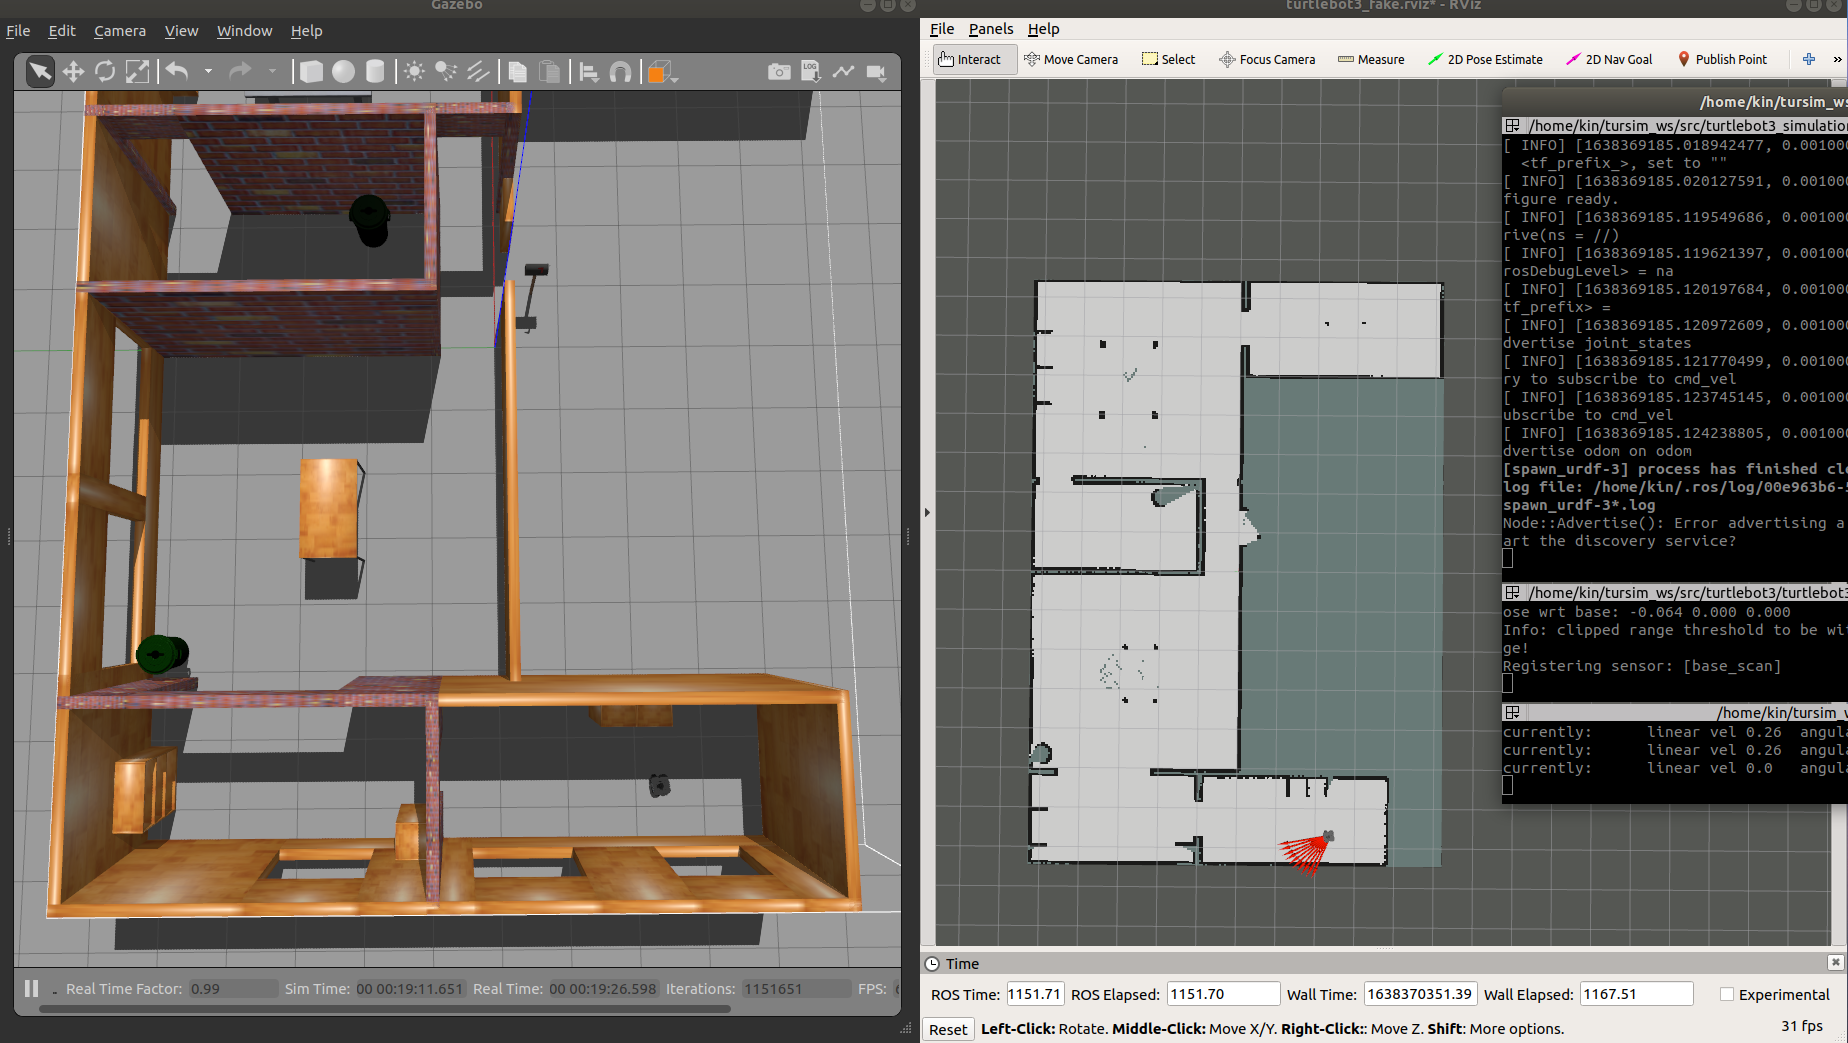 Gazebo
File Edit Camera View Window Help
LOG
Real Time Factor: 0.99 Sim Time: 00 00:19:11.651 Real Time: 00 00:19:26.598 Iterations: 1151651 FPS:
turtlebot3_fake.rviz* - RViz
File Panels Help
Interact Move Camera Select Focus Camera Measure 2D Pose Estimate 2D Nav Goal Publish Point »
/home/kin/tursim_ws
/home/kin/tursim_ws/src/turtlebot3_simulation
[ INFO] [1638369185.018942477, 0.001000
<tf_prefix_>, set to ""
[ INFO] [1638369185.020127591, 0.001000
figure ready.
[ INFO] [1638369185.119549686, 0.001000
rive(ns = //)
[ INFO] [1638369185.119621397, 0.001000
rosDebugLevel> = na
[ INFO] [1638369185.120197684, 0.001000
tf_prefix> =
[ INFO] [1638369185.120972609, 0.001000
dvertise joint_states
[ INFO] [1638369185.121770499, 0.001000
ry to subscribe to cmd_vel
[ INFO] [1638369185.123745145, 0.001000
ubscribe to cmd_vel
[ INFO] [1638369185.124238805, 0.001000
dvertise odom on odom
[spawn_urdf-3] process has finished cle
log file: /home/kin/.ros/log/00e963b6-5
spawn_urdf-3*.log
Node::Advertise(): Error advertising a
art the discovery service?
/home/kin/tursim_ws/src/turtlebot3/turtlebot3
ose wrt base: -0.064 0.000 0.000
Info: clipped range threshold to be wit
ge!
Registering sensor: [base_scan]
/home/kin/tursim_w
currently: linear vel 0.26 angula
currently: linear vel 0.26 angula
currently: linear vel 0.0 angula
Time
ROS Time: 1151.71 ROS Elapsed: 1151.70 Wall Time: 1638370351.39 Wall Elapsed: 1167.51 Experimental
Reset Left-Click: Rotate. Middle-Click: Move X/Y. Right-Click:: Move Z. Shift: More options. 31 fps